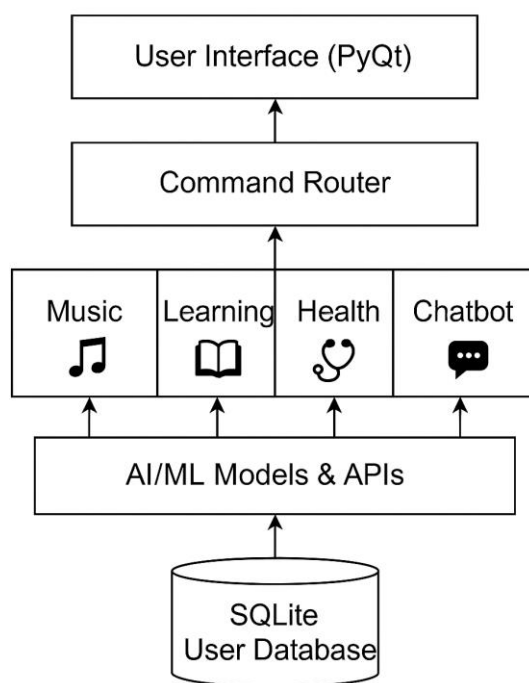 User Interface (PyQt)
Command Router
Music
Learning
Health
Chatbot
AI/ML Models & APIs
SQLite
User Database